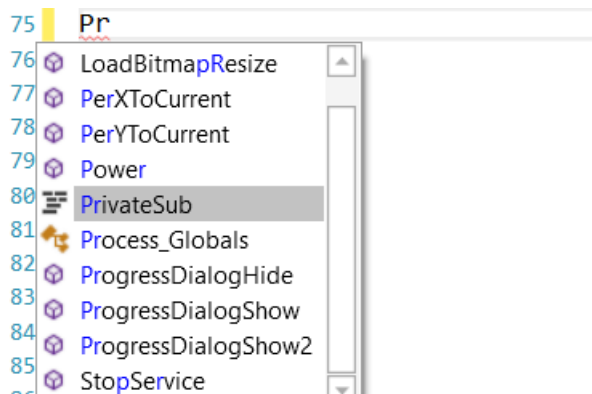 75 Pr
76 LoadBitmapResize
77 PerXToCurrent
78 PerYToCurrent
79 Power
80 PrivateSub
81 Process_Globals
82 ProgressDialogHide
83 ProgressDialogShow
84 ProgressDialogShow2
85 StopService